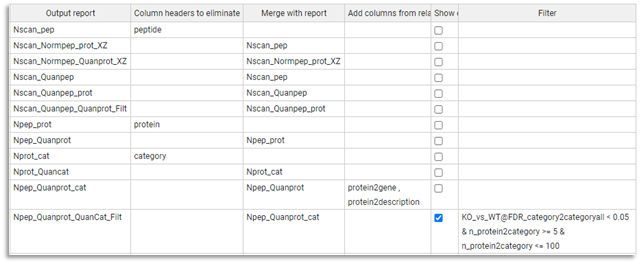 Output report Column headers to eliminate Merge with report Add columns from rela Show Filter
Nscan_pep peptide
Nscan_Normpep_prot_XZ Nscan_pep
Nscan_Normpep_Quanprot_XZ Nscan_Normpep_prot_XZ
Nscan_Quanpep Nscan_pep
Nscan_Quanpep_prot Nscan_Quanpep
Nscan_Quanpep_Quanprot_Filt Nscan_Quanpep_prot
Npep_prot protein
Npep_Quanprot Npep_prot
Nprot_cat category
Nprot_Quancat Nprot_cat
Npep_Quanprot_cat Npep_Quanprot protein2gene ,
protein2description
Npep_Quanprot_QuanCat_Filt Npep_Quanprot_cat KO_vs_WT@FDR_category2categoryall < 0.05
& n_protein2category >= 5 &
n_protein2category <= 100